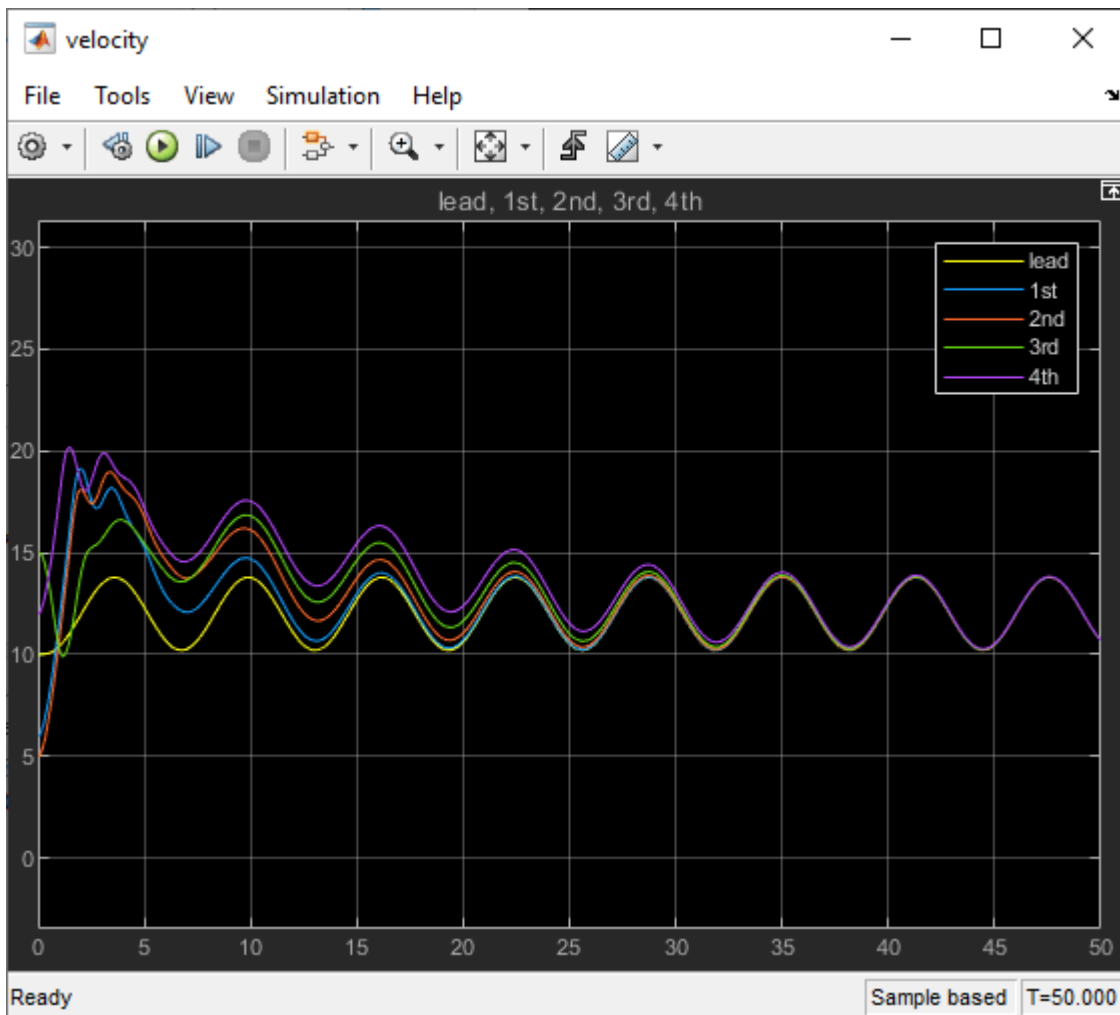 velocity
File Tools View Simulation Help
lead, 1st, 2nd, 3rd, 4th
30
25
20
15
10
5
0
lead
1st
2nd
3rd
4th
0 5 10 15 20 25 30 35 40 45 50
Ready Sample based T=50.000